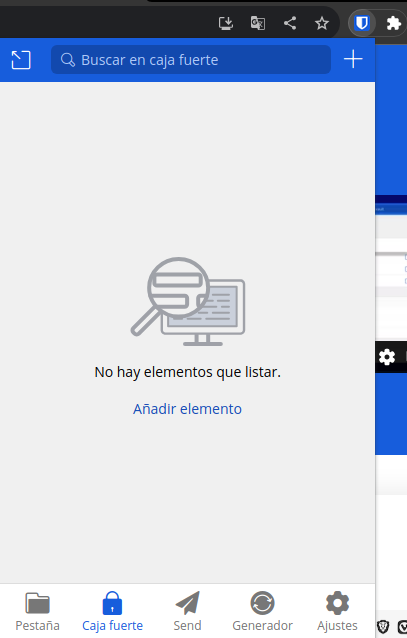 Buscar en caja fuerte
No hay elementos que listar.
Añadir elemento
Pestaña
Caja fuerte
Send
Generador
Ajustes